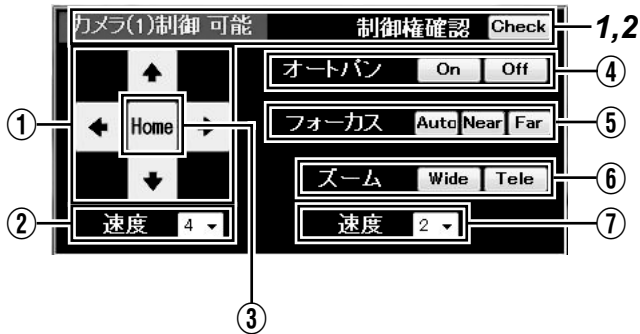 カメラ(1)制御 可能 制御権確認 Check 1,2
オートパン On Off ④
① Home フォーカス Auto Near Far ⑤
ズーム Wide Tele ⑥
② 速度 4 速度 2 ⑦
③